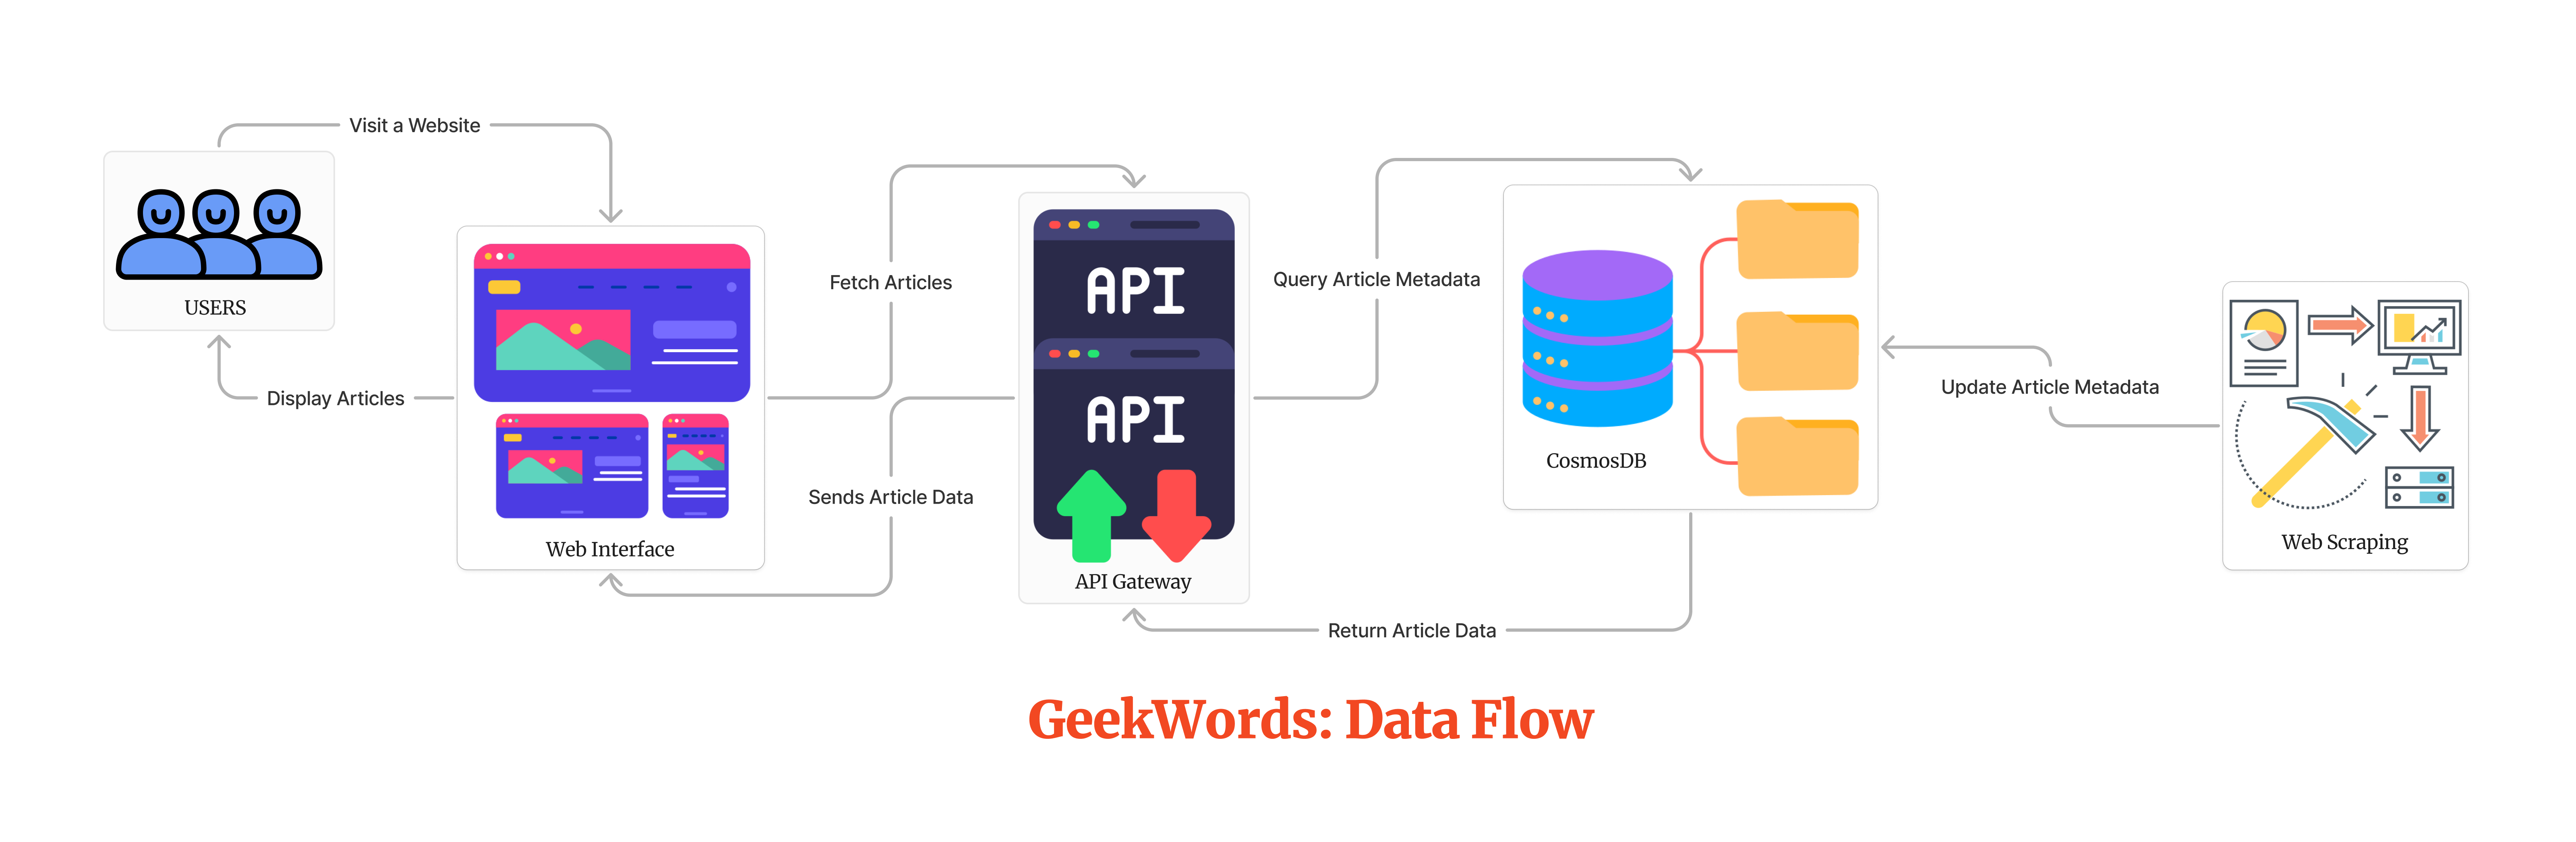 Visit a Website
USERS
Display Articles
Web Interface
Fetch Articles
Sends Article Data
API
API
API Gateway
Query Article Metadata
CosmosDB
Return Article Data
Update Article Metadata
Web Scraping
GeekWords: Data Flow